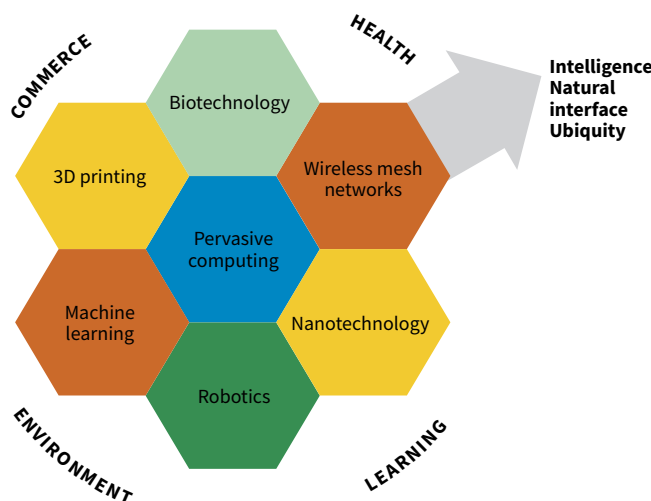 COMMERCE
HEALTH
Intelligence
Natural
interface
Ubiquity
Biotechnology
3D printing
Wireless mesh
networks
Pervasive
computing
Machine
learning
Nanotechnology
Robotics
ENVIRONMENT
LEARNING